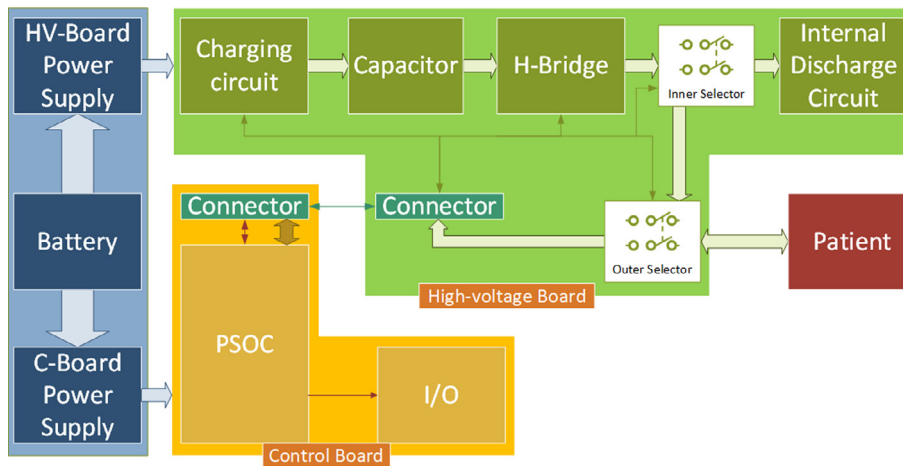 HV-Board
Power
Supply
Charging
circuit
Capacitor
H-Bridge
Inner Selector
Internal
Discharge
Circuit
Battery
Connector
Connector
Outer Selector
Patient
High-voltage Board
C-Board
Power
Supply
PSOC
I/O
Control Board